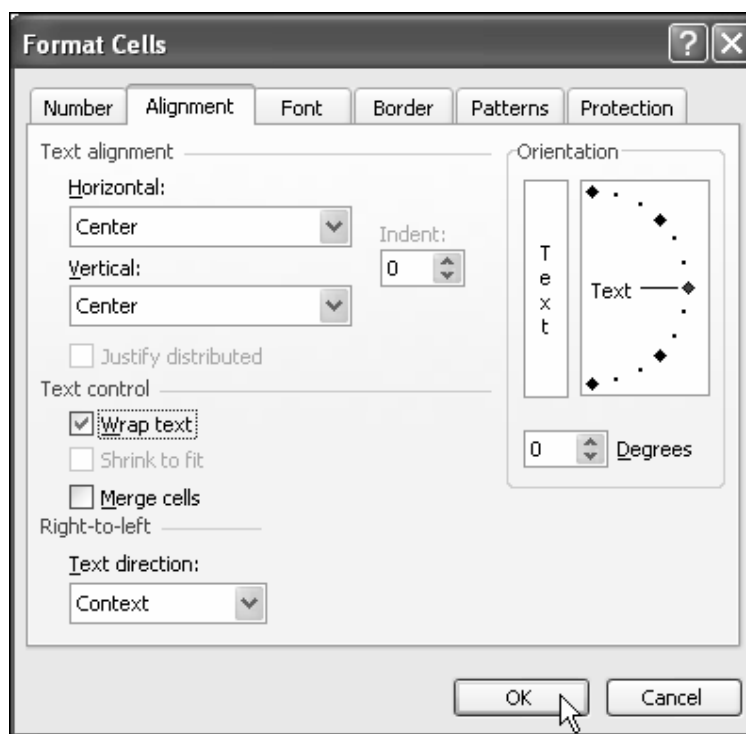 Format Cells
?
Number Alignment Font Border Patterns Protection
Text alignment
Horizontal:
Center
Indent:
0
Vertical:
Center
Justify distributed
Text control
Wrap text
Shrink to fit
Merge cells
Right-to-left
Text direction:
Context
Orientation
Text
Text
0 Degrees
OK Cancel